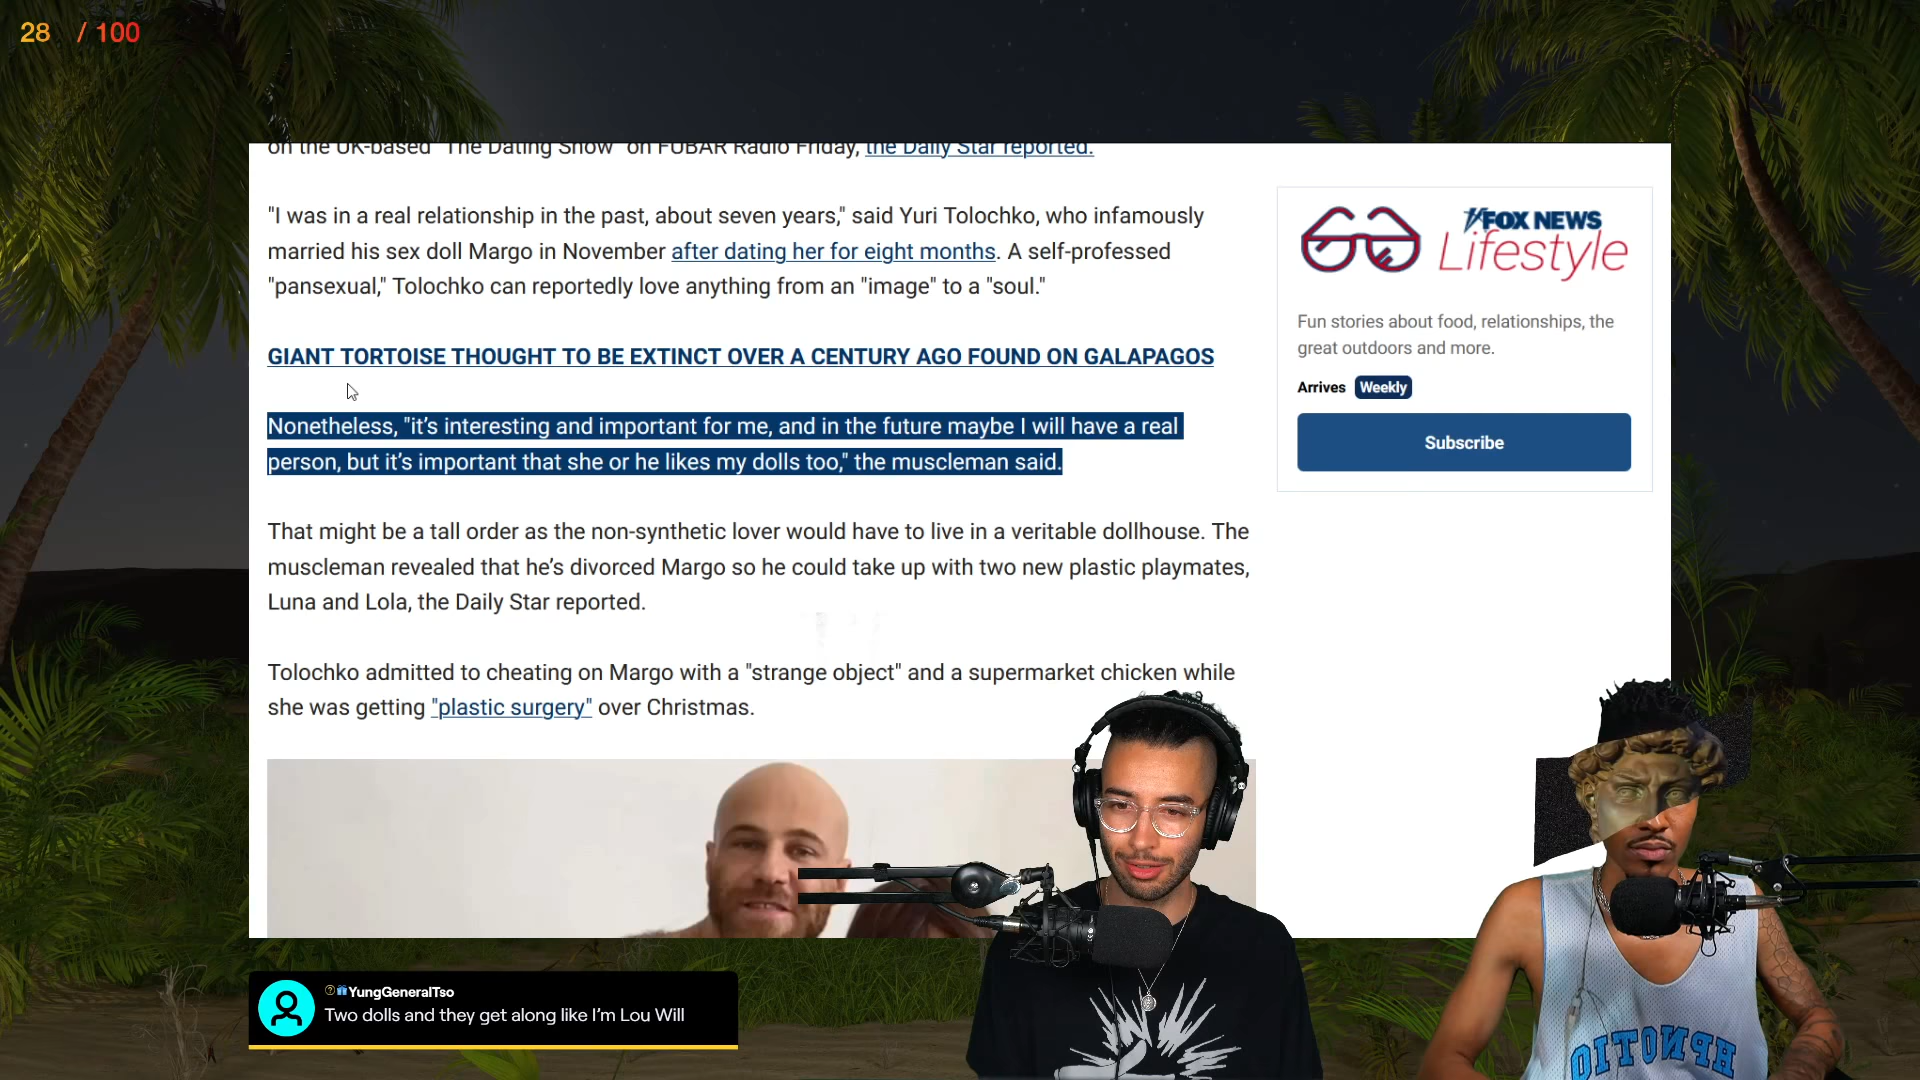 28 / 100
on the UK-based "The Dating Show" on FUBAR Radio Friday, the Daily Star reported.
"I was in a real relationship in the past, about seven years," said Yuri Tolochko, who infamously
married his sex doll Margo in November after dating her for eight months. A self-professed
"pansexual," Tolochko can reportedly love anything from an "image" to a "soul."
GIANT TORTOISE THOUGHT TO BE EXTINCT OVER A CENTURY AGO FOUND ON GALAPAGOS
Nonetheless, "it's interesting and important for me, and in the future maybe I will have a real
person, but it's important that she or he likes my dolls too," the muscleman said.
That might be a tall order as the non-synthetic lover would have to live in a veritable dollhouse. The
muscleman revealed that he's divorced Margo so he could take up with two new plastic playmates,
Luna and Lola, the Daily Star reported.
Tolochko admitted to cheating on Margo with a "strange object" and a supermarket chicken while
she was getting "plastic surgery" over Christmas.
FOX NEWS
Lifestyle
Fun stories about food, relationships, the
great outdoors and more.
Arrives Weekly
Subscribe
YungGeneralTso
Two dolls and they get along like I'm Lou Will